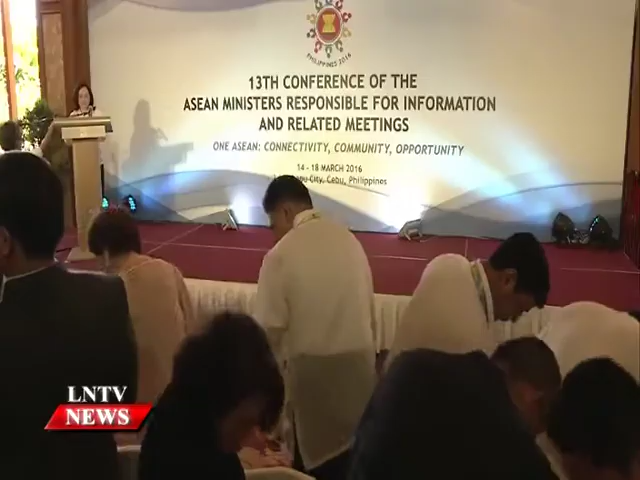 PHILIPPINES 2016
13TH CONFERENCE OF THE
ASEAN MINISTERS RESPONSIBLE FOR INFORMATION
AND RELATED MEETINGS
ONE ASEAN: CONNECTIVITY, COMMUNITY, OPPORTUNITY
14 - 18 MARCH 2016
City, Cebu, Philippines
LNTV
NEWS